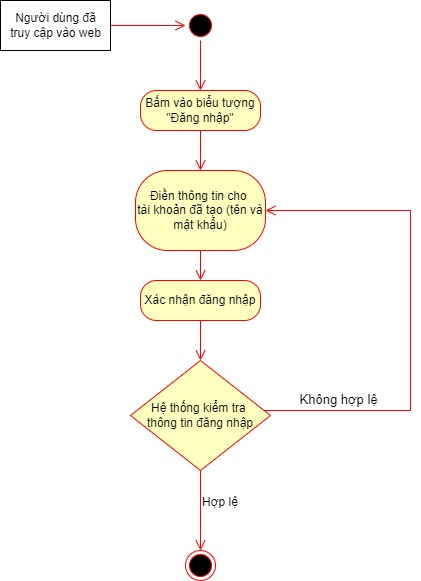 Người dùng đã
truy cập vào web
Bấm vào biểu tượng
"Đăng nhập"
Điền thông tin cho
tài khoản đã tạo (tên và
mật khẩu)
Xác nhận đăng nhập
Hệ thống kiểm tra
thông tin đăng nhập
Không hợp lệ
Hợp lệ